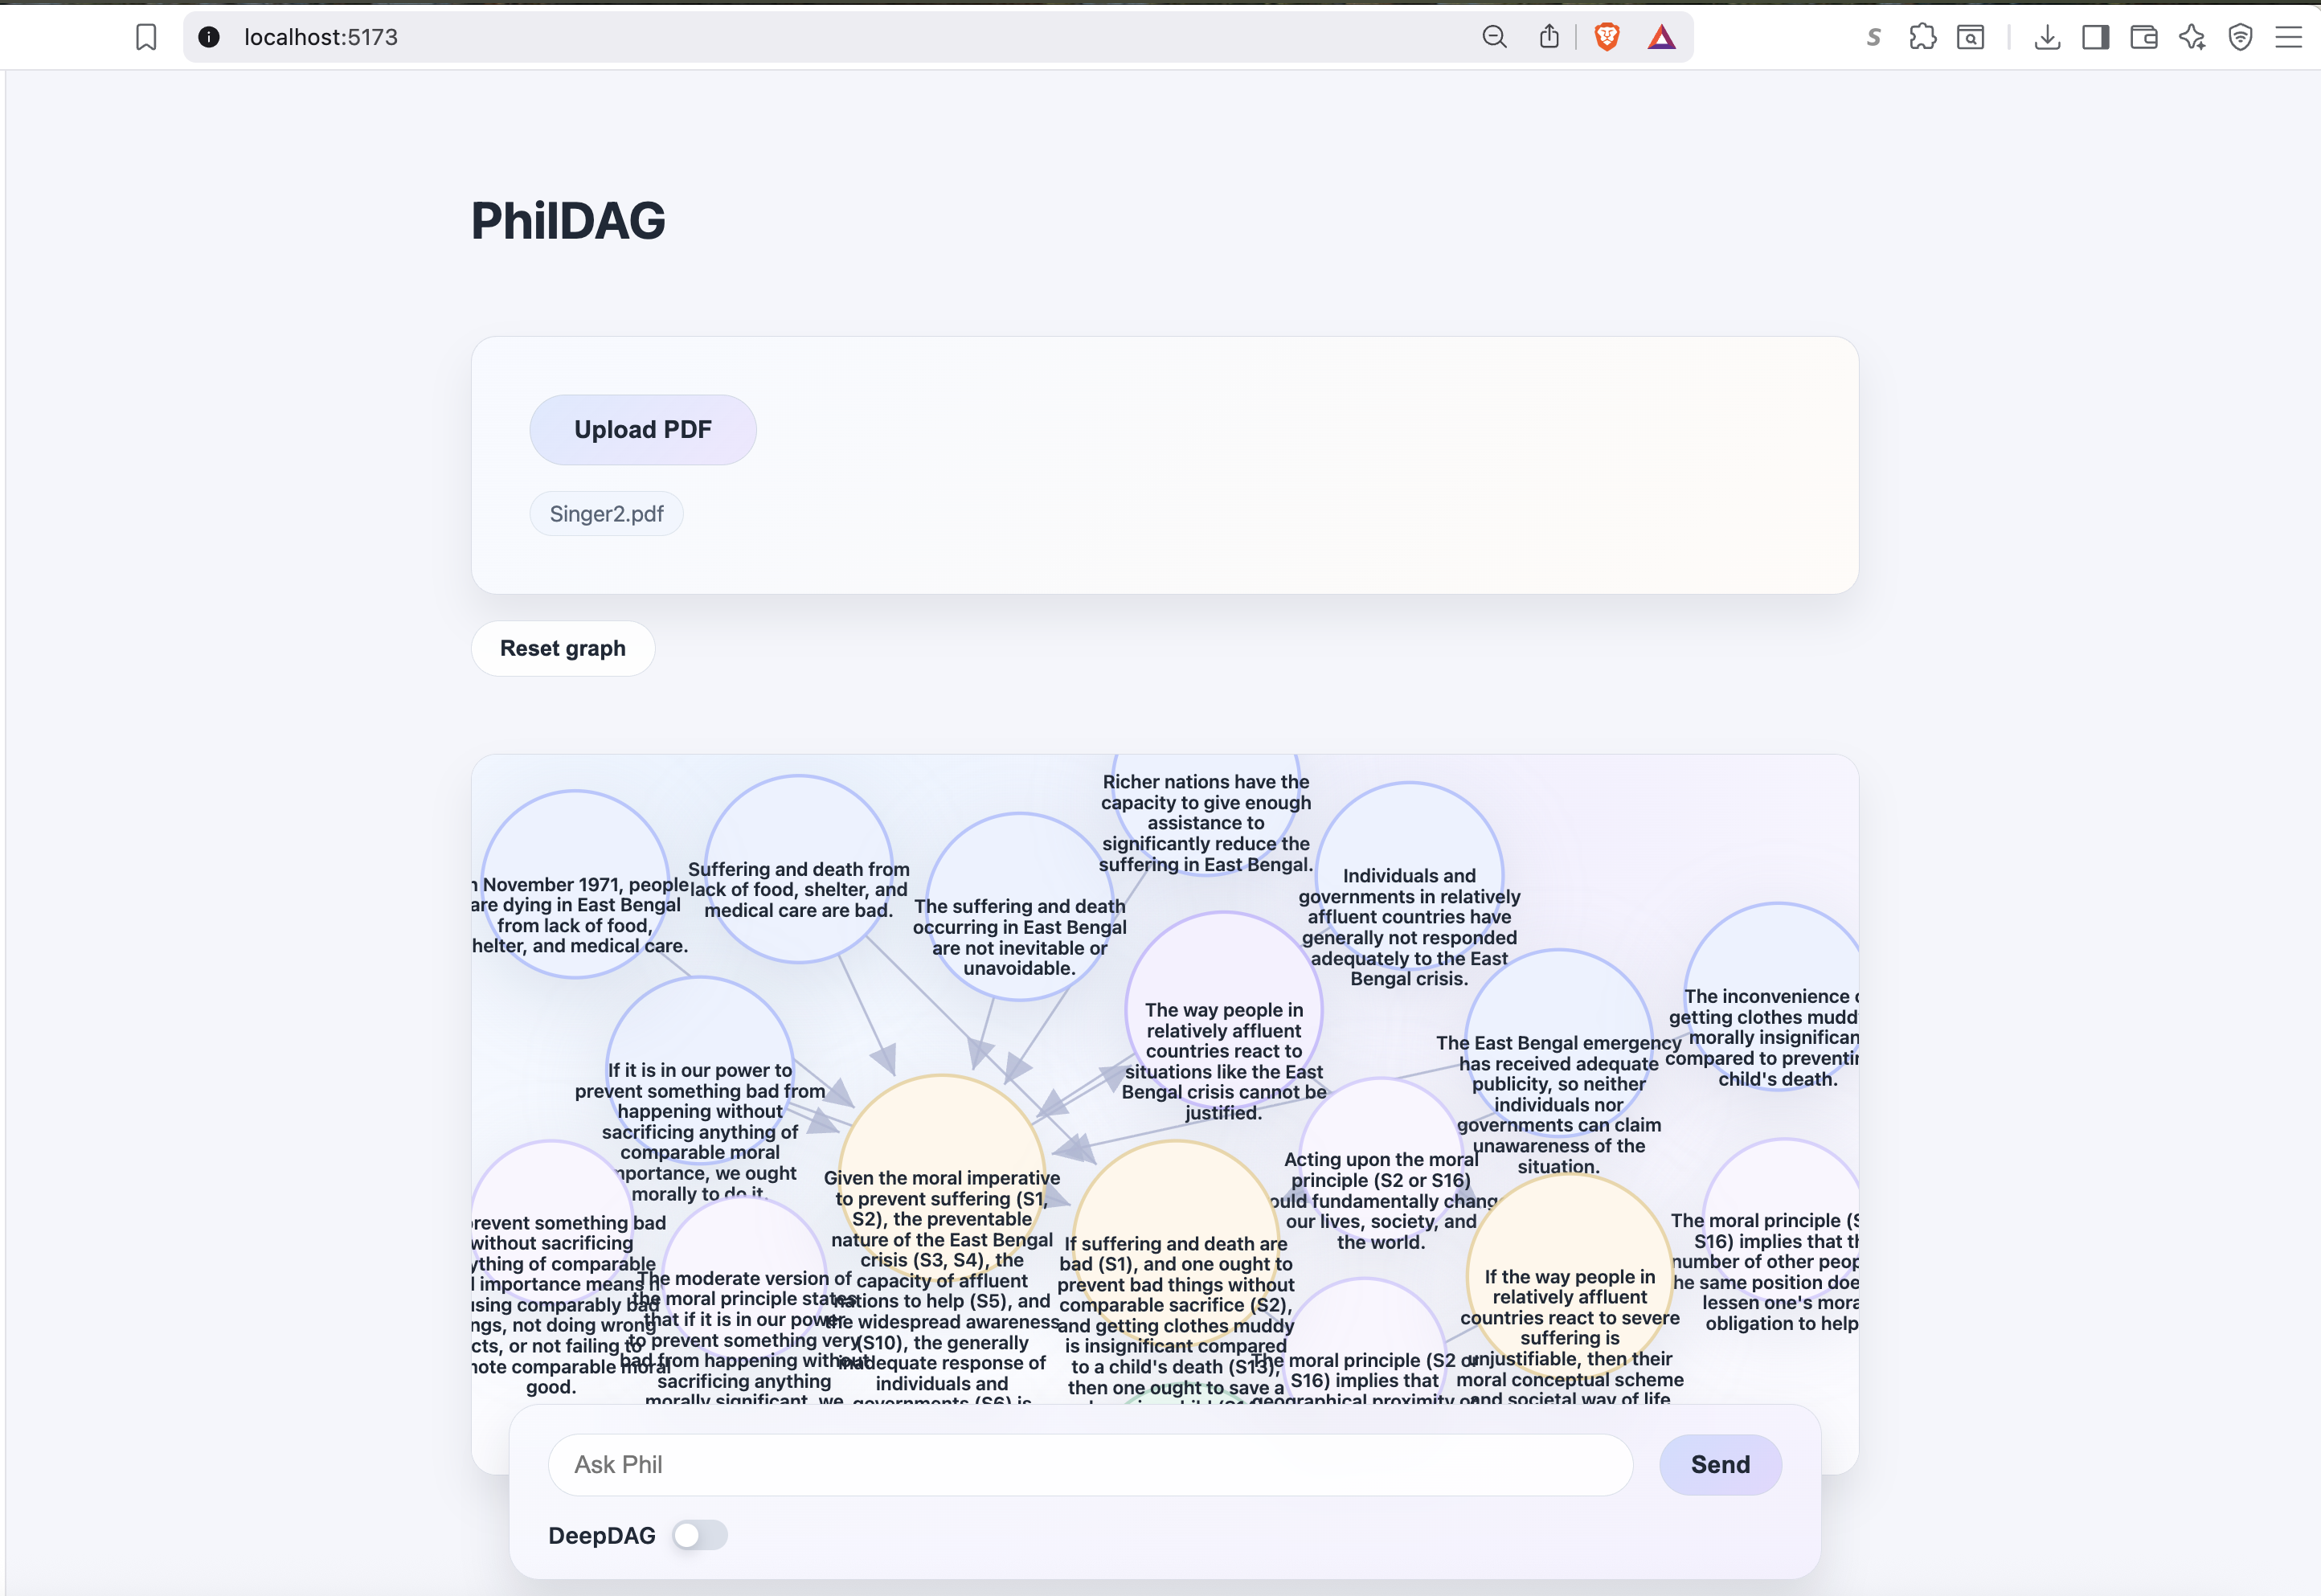 localhost:5173
S
PhilDAG
Upload PDF
Singer2.pdf
Reset graph
Richer nations have the
capacity to give enough
assistance to
significantly reduce the
suffering in East Bengal.
November 1971, people
are dying in East Bengal
from lack of food,
helter, and medical care.
Suffering and death from
lack of food, shelter, and
medical care are bad.
The suffering and death
occurring in East Bengal
are not inevitable or
unavoidable.
Individuals and
governments in relatively
affluent countries have
generally not responded
adequately to the East
Bengal crisis.
The way people in
relatively affluent
countries react to
situations like the East
Bengal crisis cannot be
justified.
The East Bengal emergency
has received adequate
publicity, so neither
individuals nor
governments can claim
unawareness of the
situation.
The inconvenience
getting clothes mudd
morally insignifican
compared to preventin
child's death.
If it is in our power to
prevent something bad from
happening without
sacrificing anything of
comparable moral
mportance, we ought
morally to do it.
revent something bad
without sacrificing
ything of comparable
l importance means
using comparably bad
ngs, not doing wrong
cts, or not failing to
note comparable moral
good.
The moderate version of
the moral principle states
that if it is in our power
to prevent something very
bad from happening without
sacrificing anything
morally significant, we
Given the moral imperative
to prevent suffering (S1,
S2), the preventable
nature of the East Bengal
crisis (S3, S4), the
capacity of affluent
nations to help (S5), and
the widespread awareness
(S10), the generally
inadequate response of
individuals and
governments (S6) is
If suffering and death are
bad (S1), and one ought to
prevent bad things without
comparable sacrifice (S2),
and getting clothes muddy
is insignificant compared
to a child's death (S13),
then one ought to save a
Acting upon the moral
principle (S2 or S16)
ould fundamentally chang
our lives, society, and
the world.
The moral principle (S2 or
S16) implies that
geographical proximity or
If the way people in
relatively affluent
countries react to severe
suffering is
unjustifiable, then their
moral conceptual scheme
and societal way of life
The moral principle (S
S16) implies that th
number of other peop
he same position doe
lessen one's mora
obligation to help
Ask Phil
Send
DeepDAG